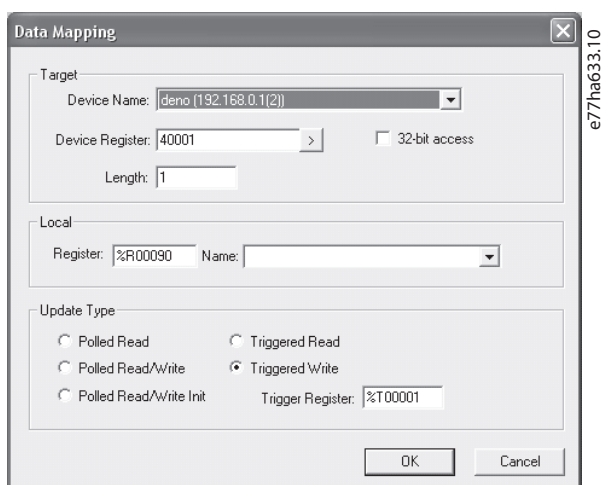 Data Mapping
Target
Device Name: deno (192.168.0.1(2))
Device Register: 40001 > 32-bit access
Length: 1
Local
Register: %R00090 Name:
Update Type
Polled Read Triggered Read
Polled Read/Write Triggered Write
Polled Read/Write Init Trigger Register: %T00001
OK Cancel
e77ha633.10